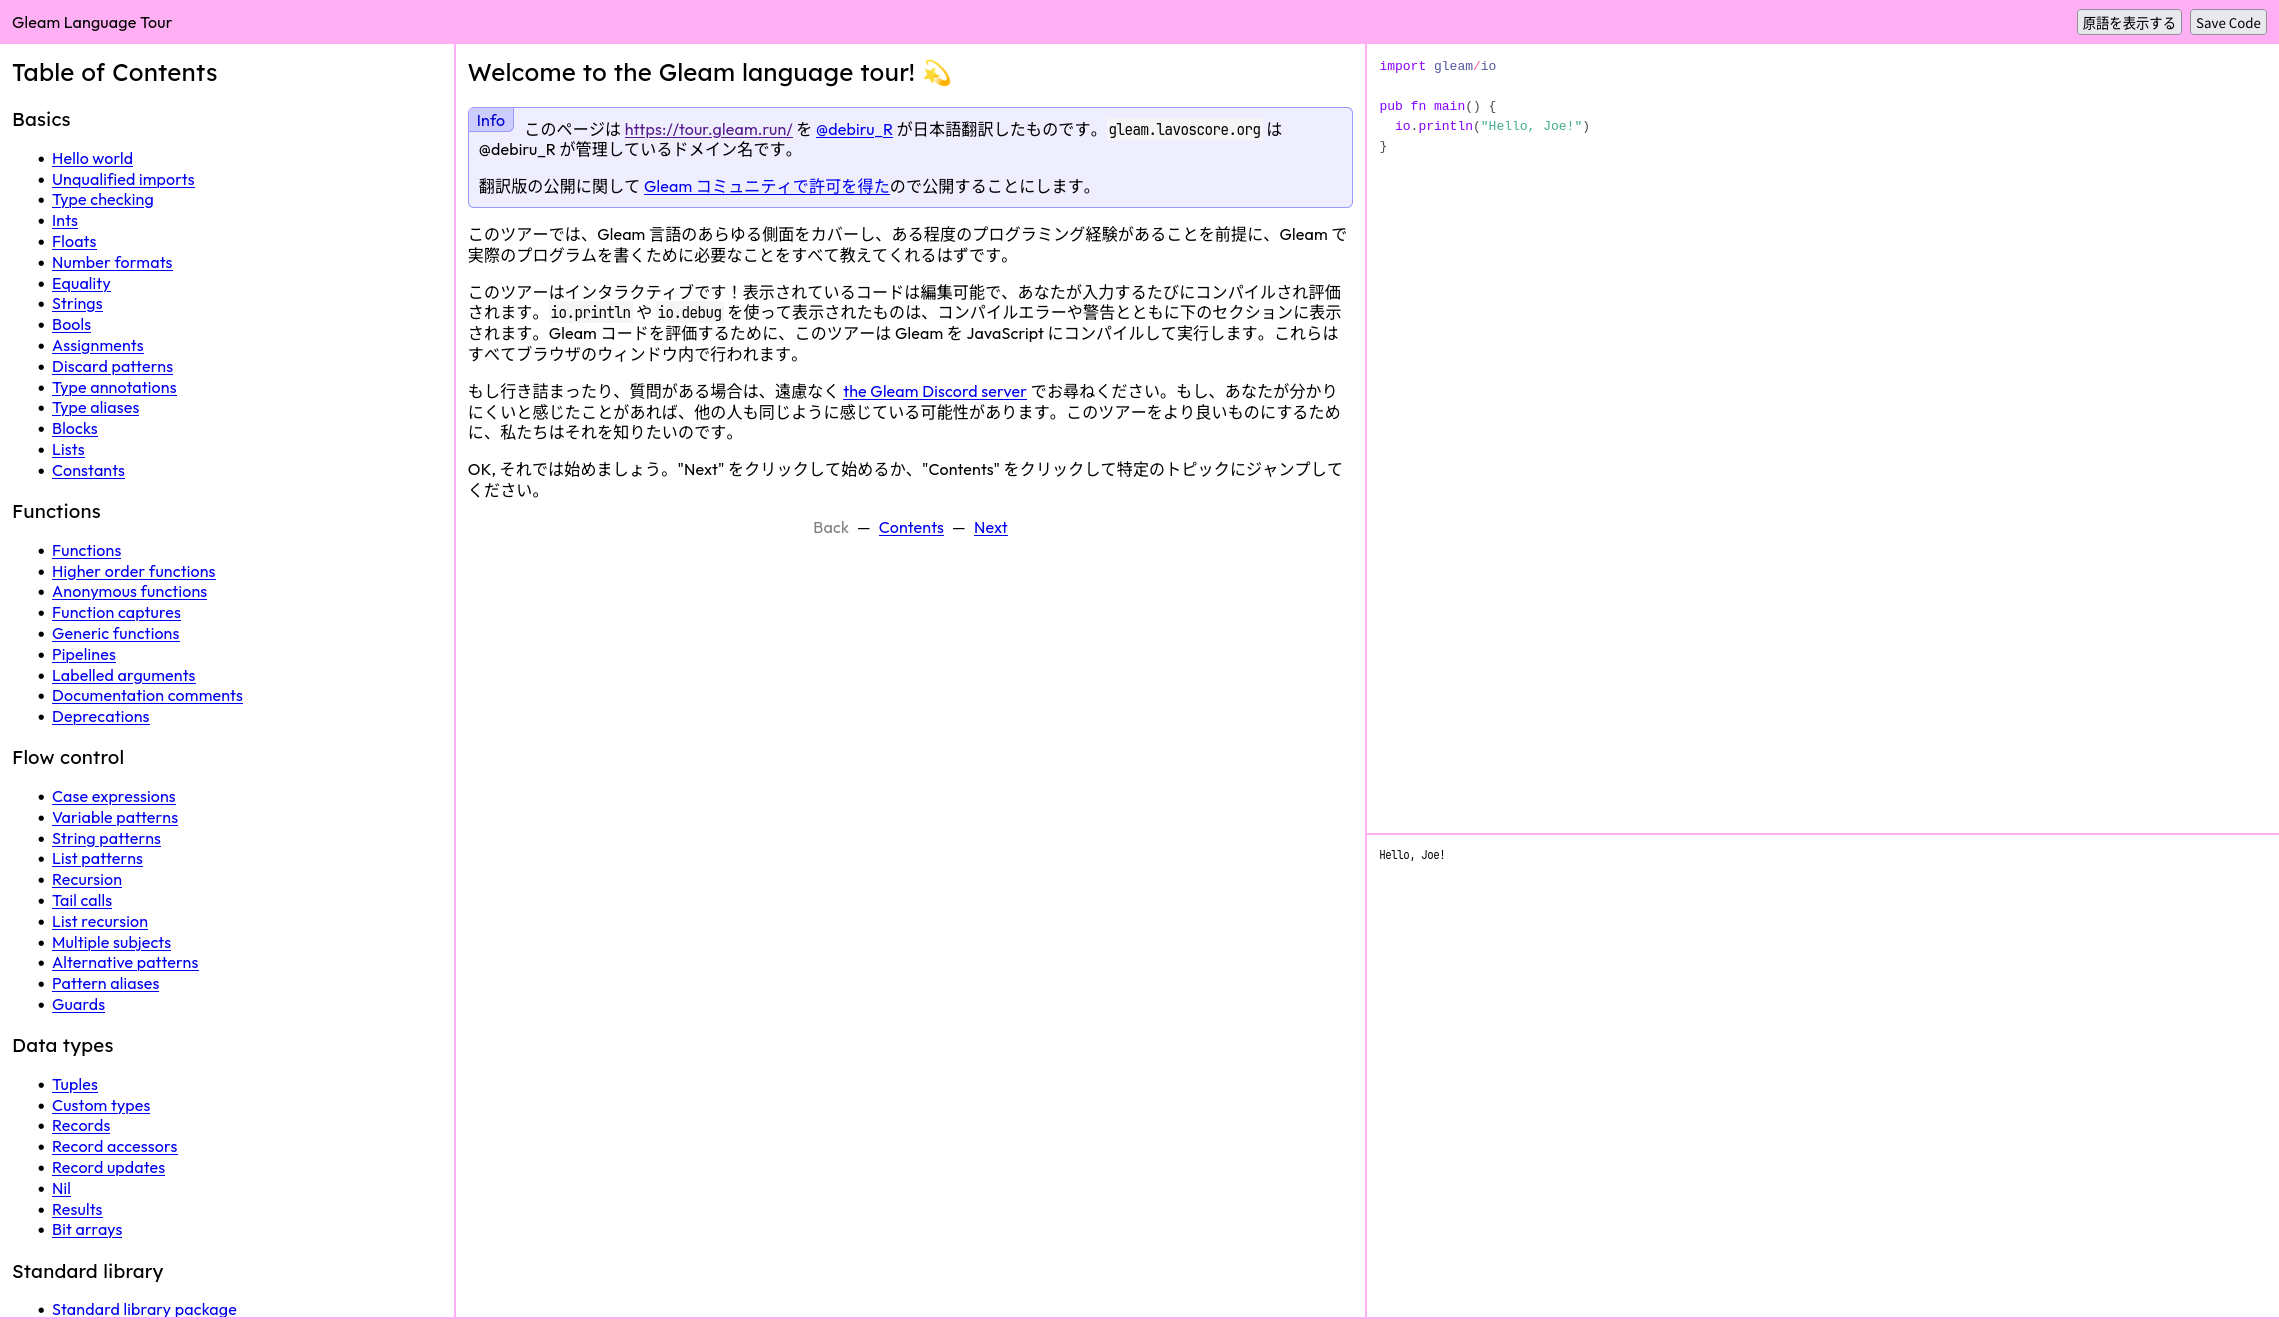 Gleam Language Tour
原語を表示する
Save Code
Table of Contents
Basics
Hello world
Unqualified imports
Type checking
Ints
Floats
Number formats
Equality
Strings
Bools
Assignments
Discard patterns
Type annotations
Type aliases
Blocks
Lists
Constants
Functions
Functions
Higher order functions
Anonymous functions
Function captures
Generic functions
Pipelines
Labelled arguments
Documentation comments
Deprecations
Flow control
Case expressions
Variable patterns
String patterns
List patterns
Recursion
Tail calls
List recursion
Multiple subjects
Alternative patterns
Pattern aliases
Guards
Data types
Tuples
Custom types
Records
Record accessors
Record updates
Nil
Results
Bit arrays
Standard library
Standard library package
Welcome to the Gleam language tour! 💫
Info
このページは https://tour.gleam.run/ を @debiru_R が日本語翻訳したものです。gleam.lavoscore.org は
@debiru_R が管理しているドメイン名です。
翻訳版の公開に関して Gleam コミュニティで許可を得たので公開することにします。
このツアーでは、Gleam 言語のあらゆる側面をカバーし、ある程度のプログラミング経験があることを前提に、Gleam で
実際のプログラムを書くために必要なことをすべて教えてくれるはずです。
このツアーはインタラクティブです！表示されているコードは編集可能で、あなたが入力するたびにコンパイルされ評価
されます。io.println や io.debug を使って表示されたものは、コンパイルエラーや警告とともに下のセクションに表示
されます。Gleam コードを評価するために、このツアーは Gleam を JavaScript にコンパイルして実行します。これらは
すべてブラウザのウィンドウ内で行われます。
もし行き詰まったり、質問がある場合は、遠慮なく the Gleam Discord server でお尋ねください。もし、あなたが分かり
にくいと感じたことがあれば、他の人も同じように感じている可能性があります。このツアーをより良いものにするため
に、私たちはそれを知りたいのです。
OK, それでは始めましょう。"Next" をクリックして始めるか、"Contents" をクリックして特定のトピックにジャンプして
ください。
Back — Contents — Next
import gleam/io
pub fn main() {
  io.println("Hello, Joe!")
}
Hello, Joe!